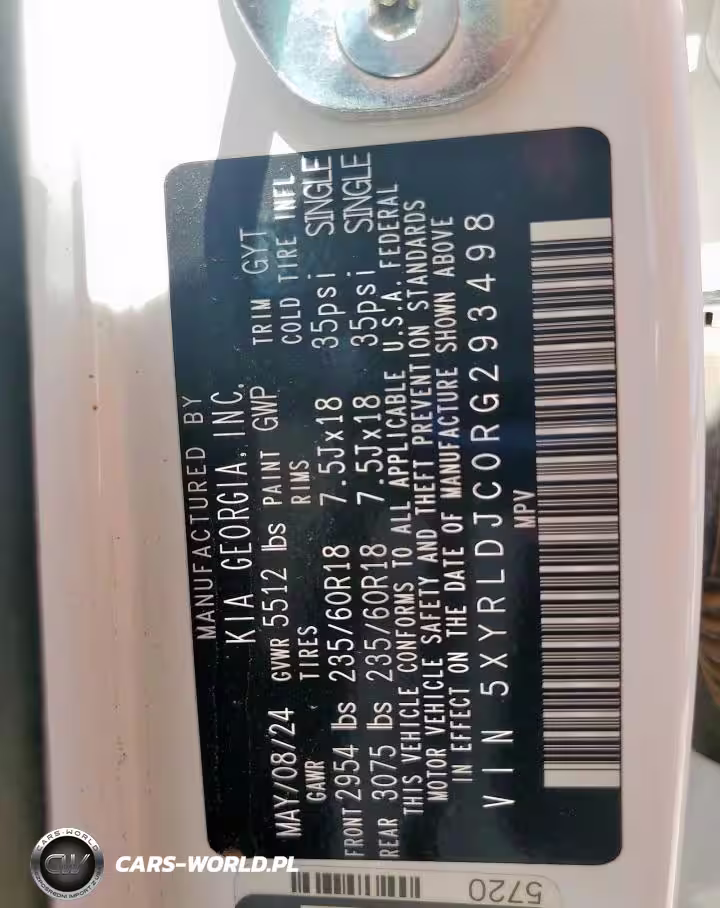 MANUFACTURED BY
KIA GEORGIA, INC.
MAY/08/24 GVWR 5512 lbs PAINT GWP TRIM GYT
GAWR TIRES RIMS COLD TIRE INFL
FRONT 2954 lbs 235/60R18 7.5Jx18 35psi SINGLE
REAR 3075 lbs 235/60R18 7.5Jx18 35psi SINGLE
THIS VEHICLE CONFORMS TO ALL APPLICABLE U.S.A. FEDERAL
MOTOR VEHICLE SAFETY AND THEFT PREVENTION STANDARDS
IN EFFECT ON THE DATE OF MANUFACTURE SHOWN ABOVE
VIN 5XYRLDJC0RG293498
MPV
5720
CARS-WORLD
CW
CARS-WORLD.PL